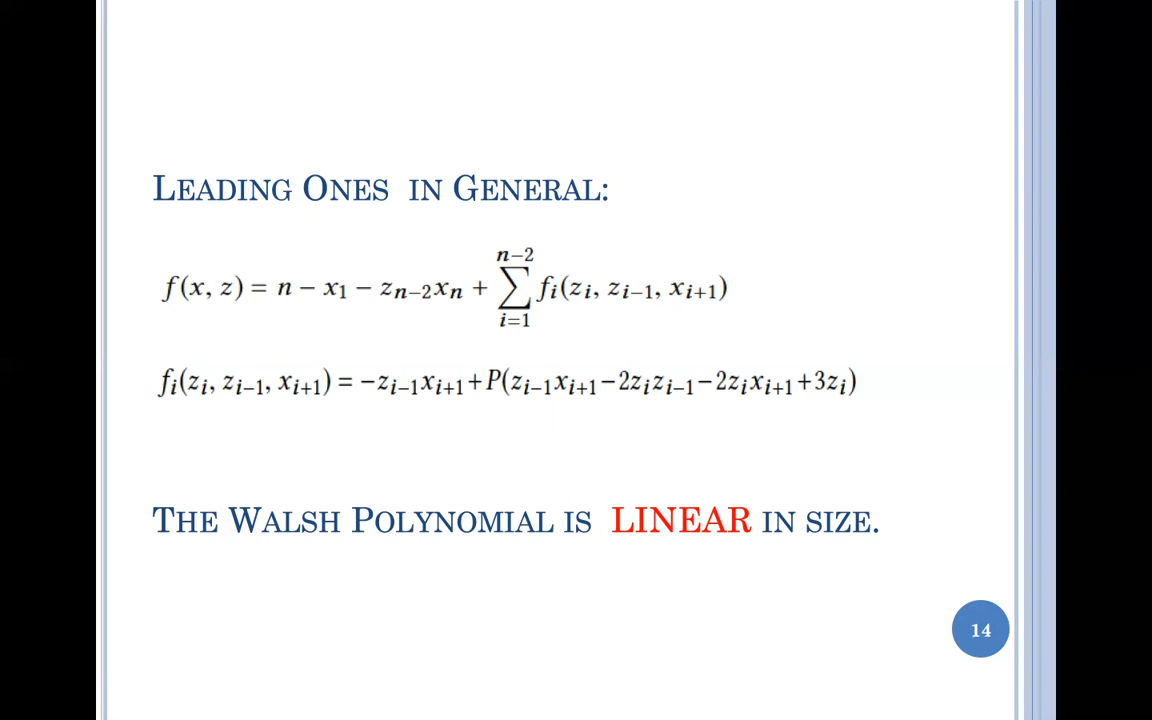 LEADING ONES IN GENERAL:
f(x, z) = n − x₁ − zₙ₋₂xₙ + ∑ᵢ₌₁ⁿ⁻² fᵢ(zᵢ, zᵢ₋₁, xᵢ₊₁)
fᵢ(zᵢ, zᵢ₋₁, xᵢ₊₁) = −zᵢ₋₁xᵢ₊₁+P(zᵢ₋₁xᵢ₊₁−2zᵢzᵢ₋₁−2zᵢxᵢ₊₁+3zᵢ)
THE WALSH POLYNOMIAL IS LINEAR IN SIZE.
14